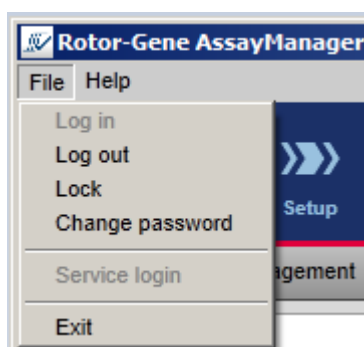 Rotor-Gene AssayManager
File Help
Log in
Log out
Lock
Change password
Setup
Service login
agement
Exit